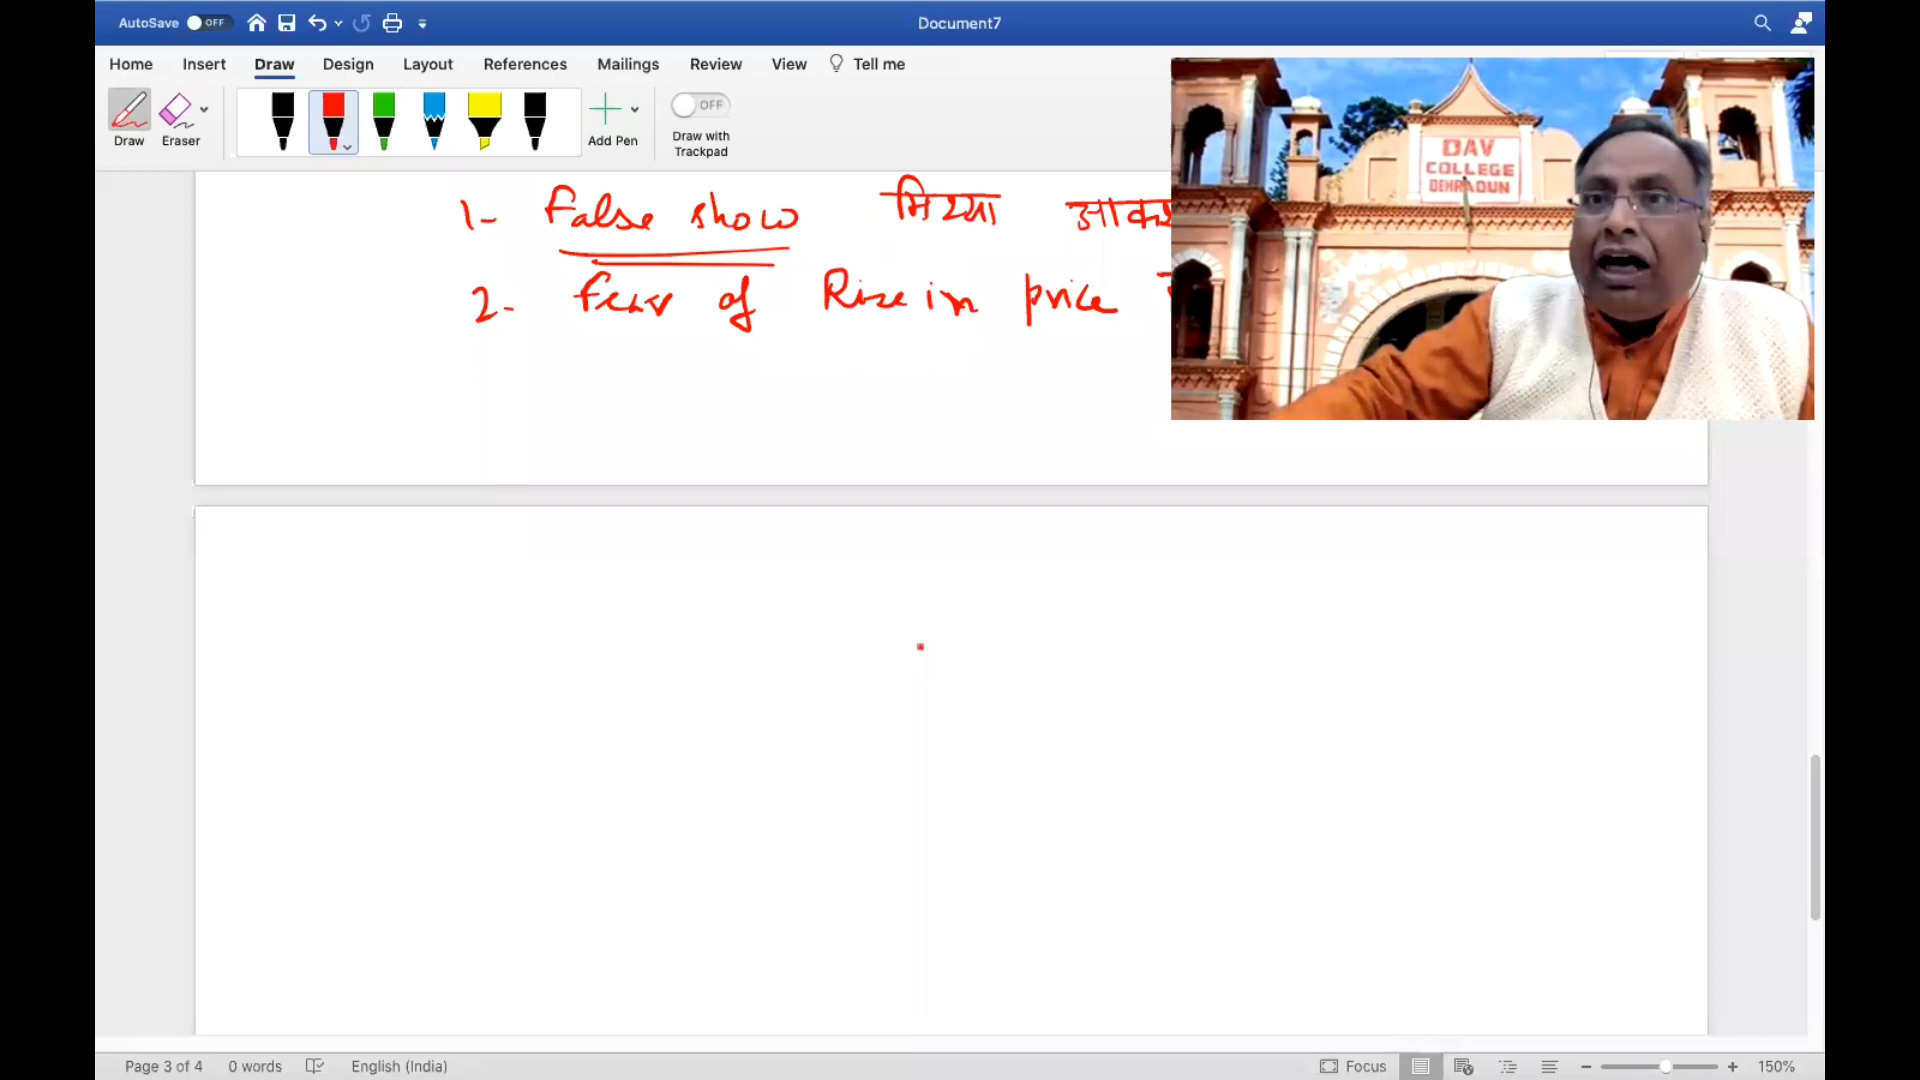 AutoSave OFF Document7
Home Insert Draw Design Layout References Mailings Review View Tell me
Draw Eraser Add Pen OFF Draw with Trackpad
DAV
COLLEGE
DEHRADUN
1- False show मिथ्या
2. fear of Rise in price
Page 3 of 4 0 words English (India) Focus 150%